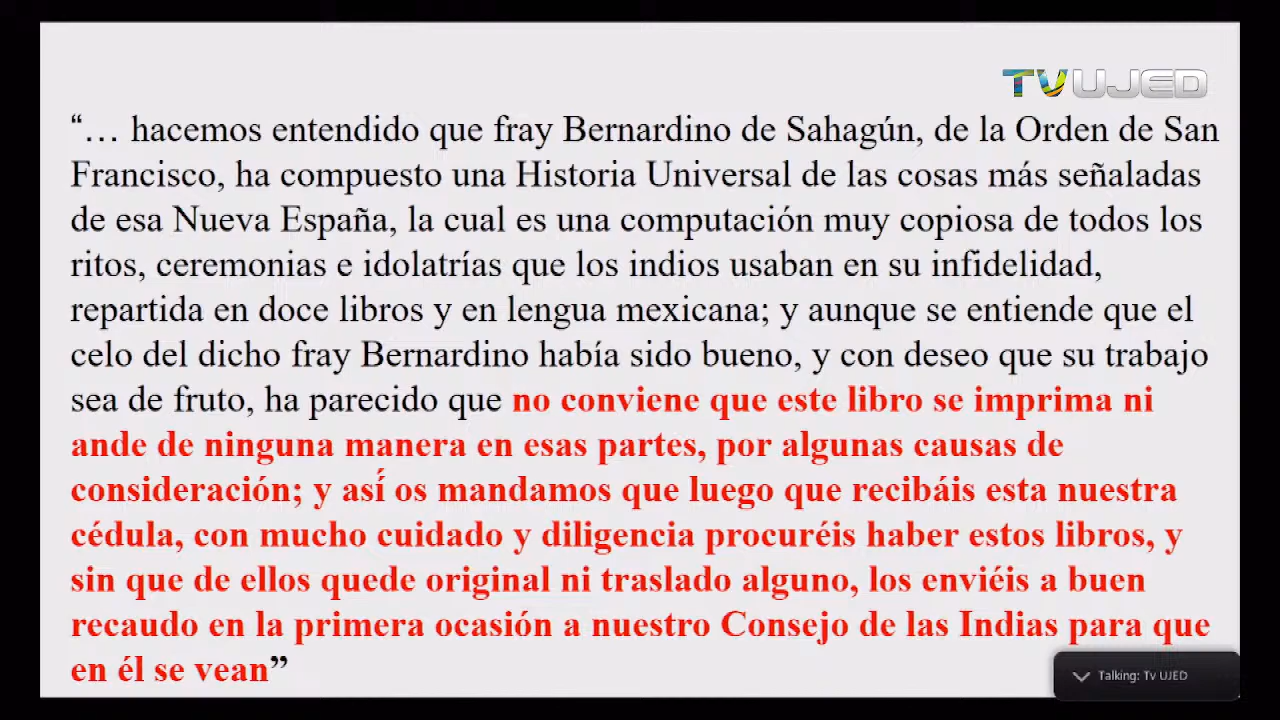 TVUJED
“… hacemos entendido que fray Bernardino de Sahagún, de la Orden de San
Francisco, ha compuesto una Historia Universal de las cosas más señaladas
de esa Nueva España, la cual es una computación muy copiosa de todos los
ritos, ceremonias e idolatrías que los indios usaban en su infidelidad,
repartida en doce libros y en lengua mexicana; y aunque se entiende que el
celo del dicho fray Bernardino había sido bueno, y con deseo que su trabajo
sea de fruto, ha parecido que no conviene que este libro se imprima ni
ande de ninguna manera en esas partes, por algunas causas de
consideración; y así́ os mandamos que luego que recibáis esta nuestra
cédula, con mucho cuidado y diligencia procuréis haber estos libros, y
sin que de ellos quede original ni traslado alguno, los enviéis a buen
recaudo en la primera ocasión a nuestro Consejo de las Indias para que
en él se vean”
Talking: Tv UJED